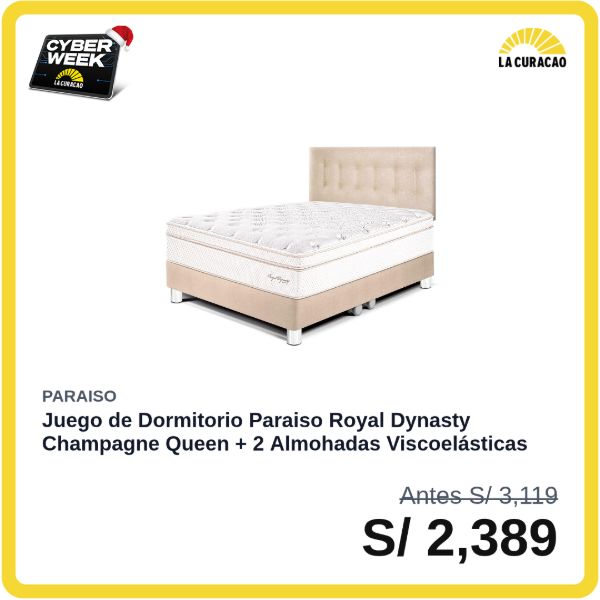 CYBER
WEEK
LA CURACAO
LA CURACAO
PARAISO
Juego de Dormitorio Paraiso Royal Dynasty
Champagne Queen + 2 Almohadas Viscoelásticas
Antes S/ 3,119
S/ 2,389